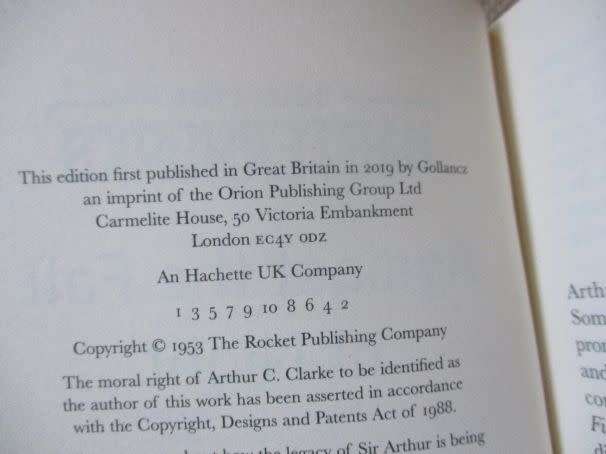 This edition first published in Great Britain in 2019 by Gollancz
an imprint of the Orion Publishing Group Ltd
Carmelite House, 50 Victoria Embankment
London EC4Y 0DZ
An Hachette UK Company
1 3 5 7 9 10 8 6 4 2
Copyright © 1953 The Rocket Publishing Company
The moral right of Arthur C. Clarke to be identified as
the author of this work has been asserted in accordance
with the Copyright, Designs and Patents Act of 1988.
how the legacy of Sir Arthur is being
Arth
Som
pro
and
co
Fi